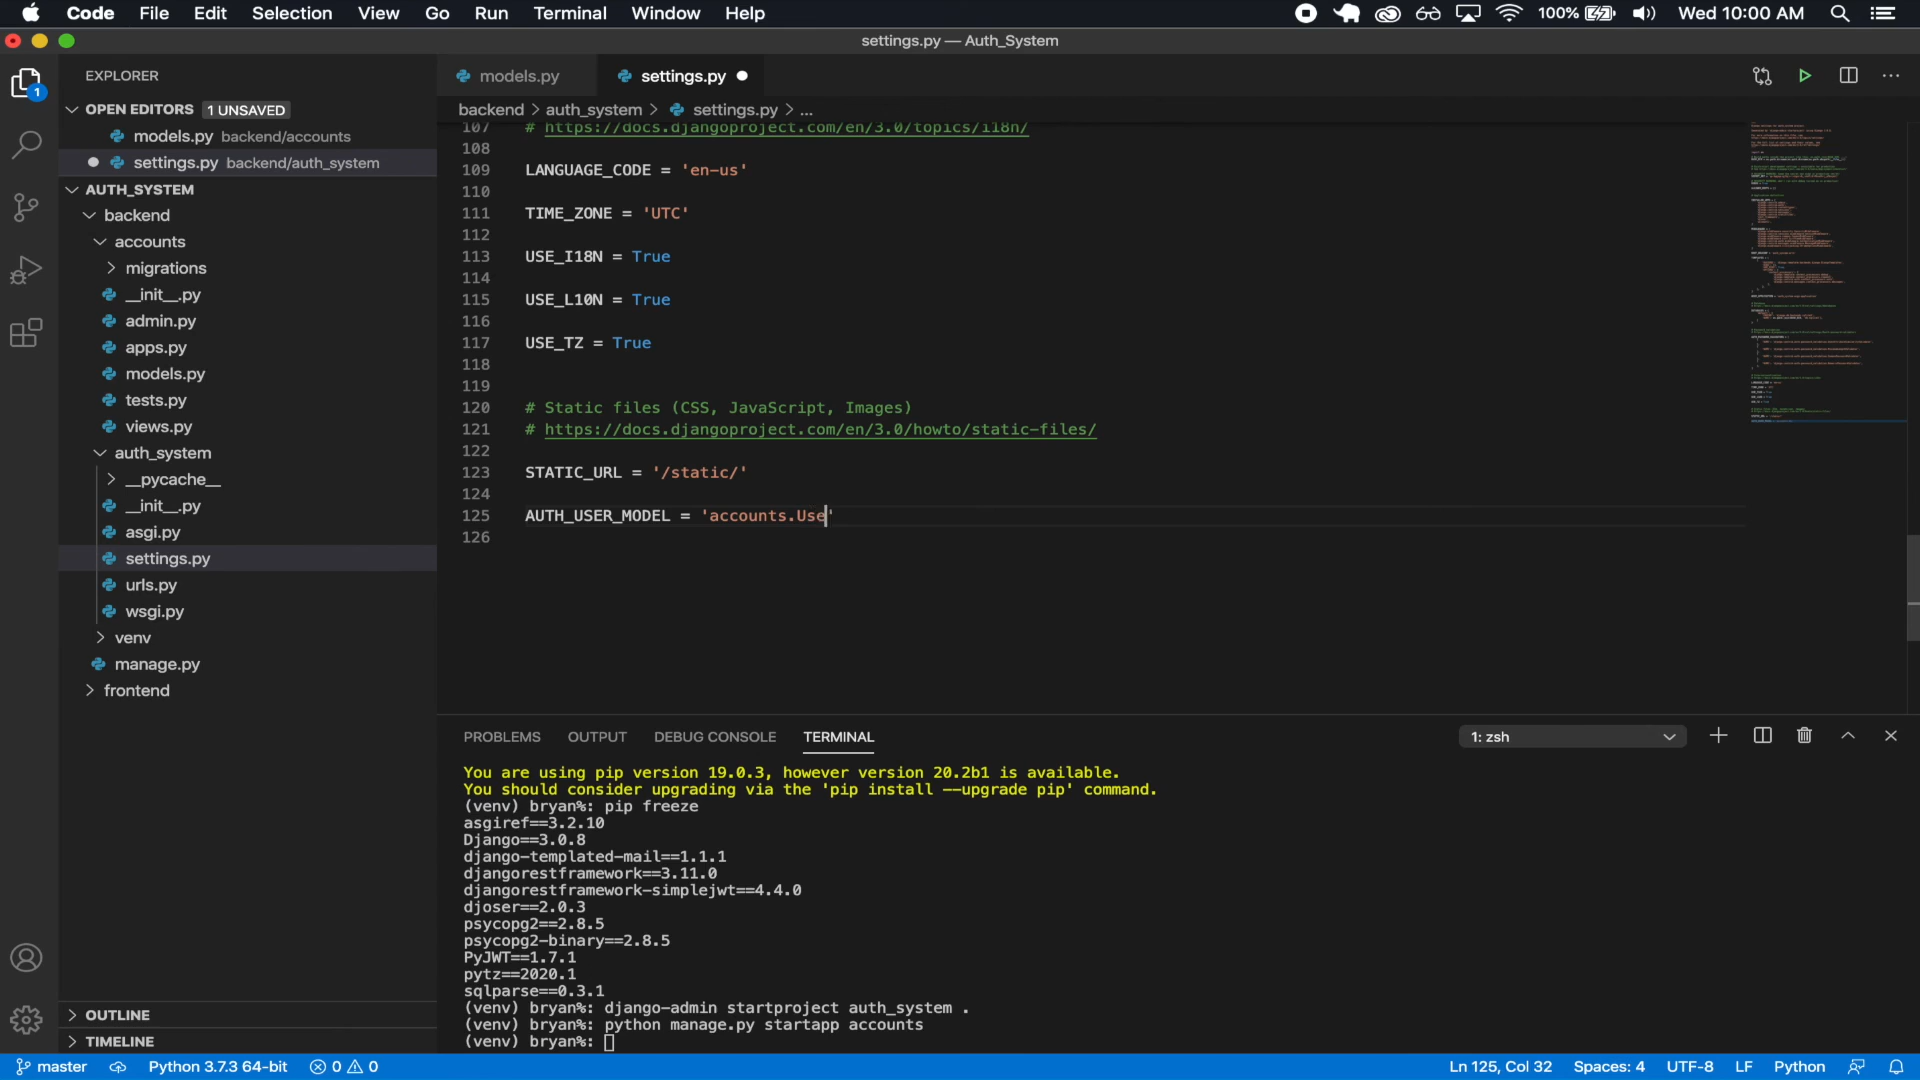 Code File Edit Selection View Go Run Terminal Window Help 100% Wed 10:00 AM
settings.py — Auth_System
EXPLORER
OPEN EDITORS 1 UNSAVED
models.py backend/accounts
settings.py backend/auth_system
AUTH_SYSTEM
backend
accounts
migrations
__init__.py
admin.py
apps.py
models.py
tests.py
views.py
auth_system
__pycache__
__init__.py
asgi.py
settings.py
urls.py
wsgi.py
venv
manage.py
frontend
OUTLINE
TIMELINE
models.py settings.py
backend > auth_system > settings.py > ...
107 # https://docs.djangoproject.com/en/3.0/topics/i18n/
108
109 LANGUAGE_CODE = 'en-us'
110
111 TIME_ZONE = 'UTC'
112
113 USE_I18N = True
114
115 USE_L10N = True
116
117 USE_TZ = True
118
119
120 # Static files (CSS, JavaScript, Images)
121 # https://docs.djangoproject.com/en/3.0/howto/static-files/
122
123 STATIC_URL = '/static/'
124
125 AUTH_USER_MODEL = 'accounts.Use'
126
PROBLEMS OUTPUT DEBUG CONSOLE TERMINAL 1: zsh
You are using pip version 19.0.3, however version 20.2b1 is available.
You should consider upgrading via the 'pip install --upgrade pip' command.
(venv) bryan%: pip freeze
asgiref==3.2.10
Django==3.0.8
django-templated-mail==1.1.1
djangorestframework==3.11.0
djangorestframework-simplejwt==4.4.0
djoser==2.0.3
psycopg2==2.8.5
psycopg2-binary==2.8.5
PyJWT==1.7.1
pytz==2020.1
sqlparse==0.3.1
(venv) bryan%: django-admin startproject auth_system .
(venv) bryan%: python manage.py startapp accounts
(venv) bryan%:
master Python 3.7.3 64-bit 0 0 Ln 125, Col 32 Spaces: 4 UTF-8 LF Python
1